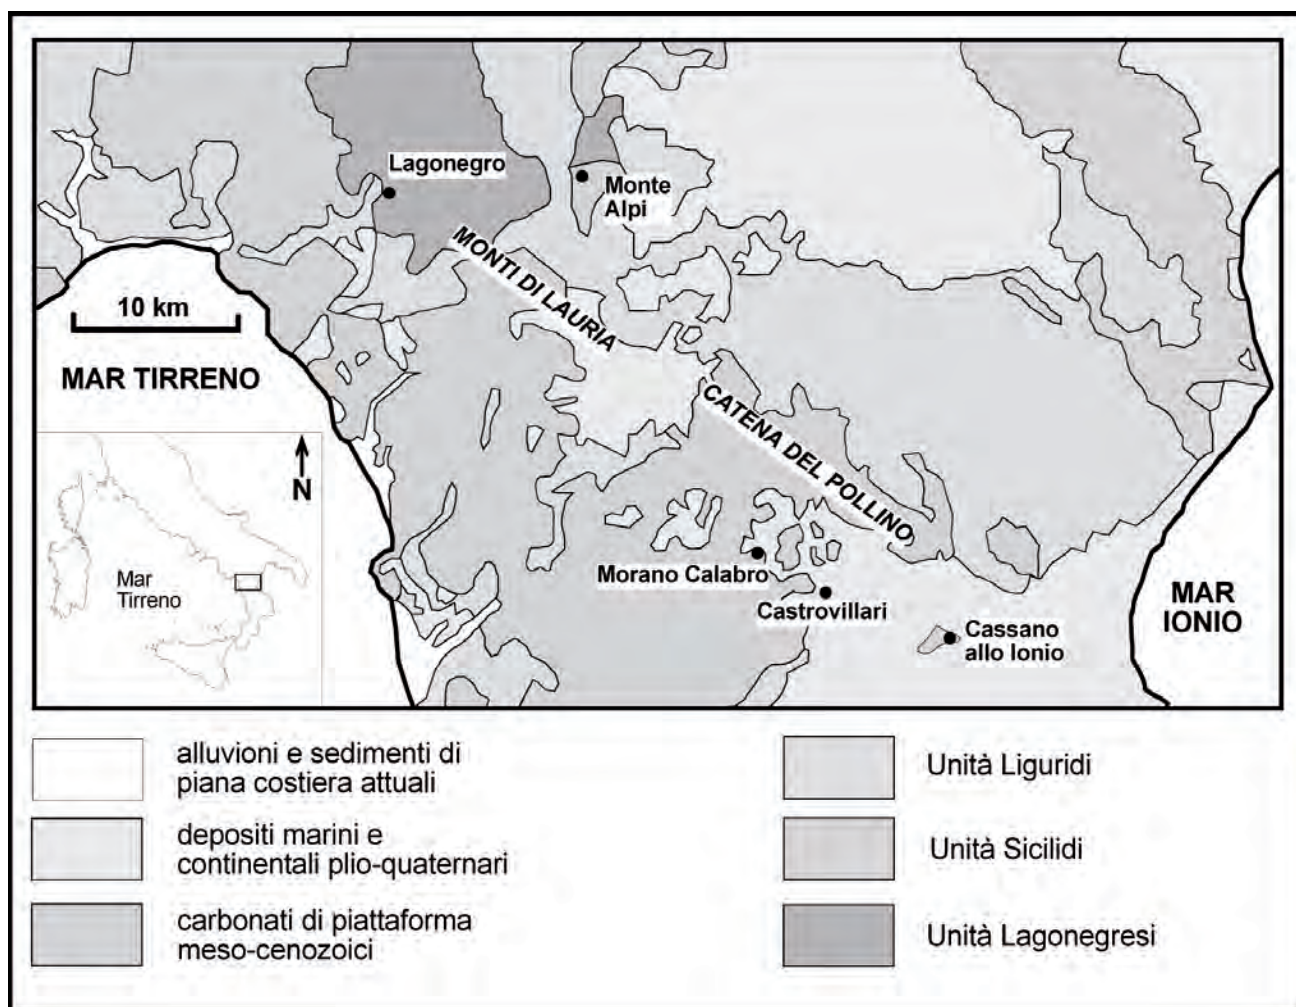 Lagonegro
Monte
Alpi
MONTI DI LAURIA
10 km
MAR TIRRENO
CATENA DEL POLLINO
N
Mar
Tirreno
Morano Calabro
Castrovillari
MAR
IONIO
Cassano
allo Ionio
alluvioni e sedimenti di
piana costiera attuali
depositi marini e
continentali plio-quaternari
carbonati di piattaforma
meso-cenozoici
Unità Liguridi
Unità Sicilidi
Unità Lagonegresi